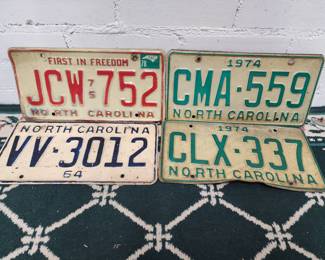 FIRST IN FREEDOM
JCW 75 752
NORTH CAROLINA
1974
CMA·559
NORTH CAROLINA
NORTH CAROLINA
VV·3012
64
1974
CLX·337
NORTH CAROLINA